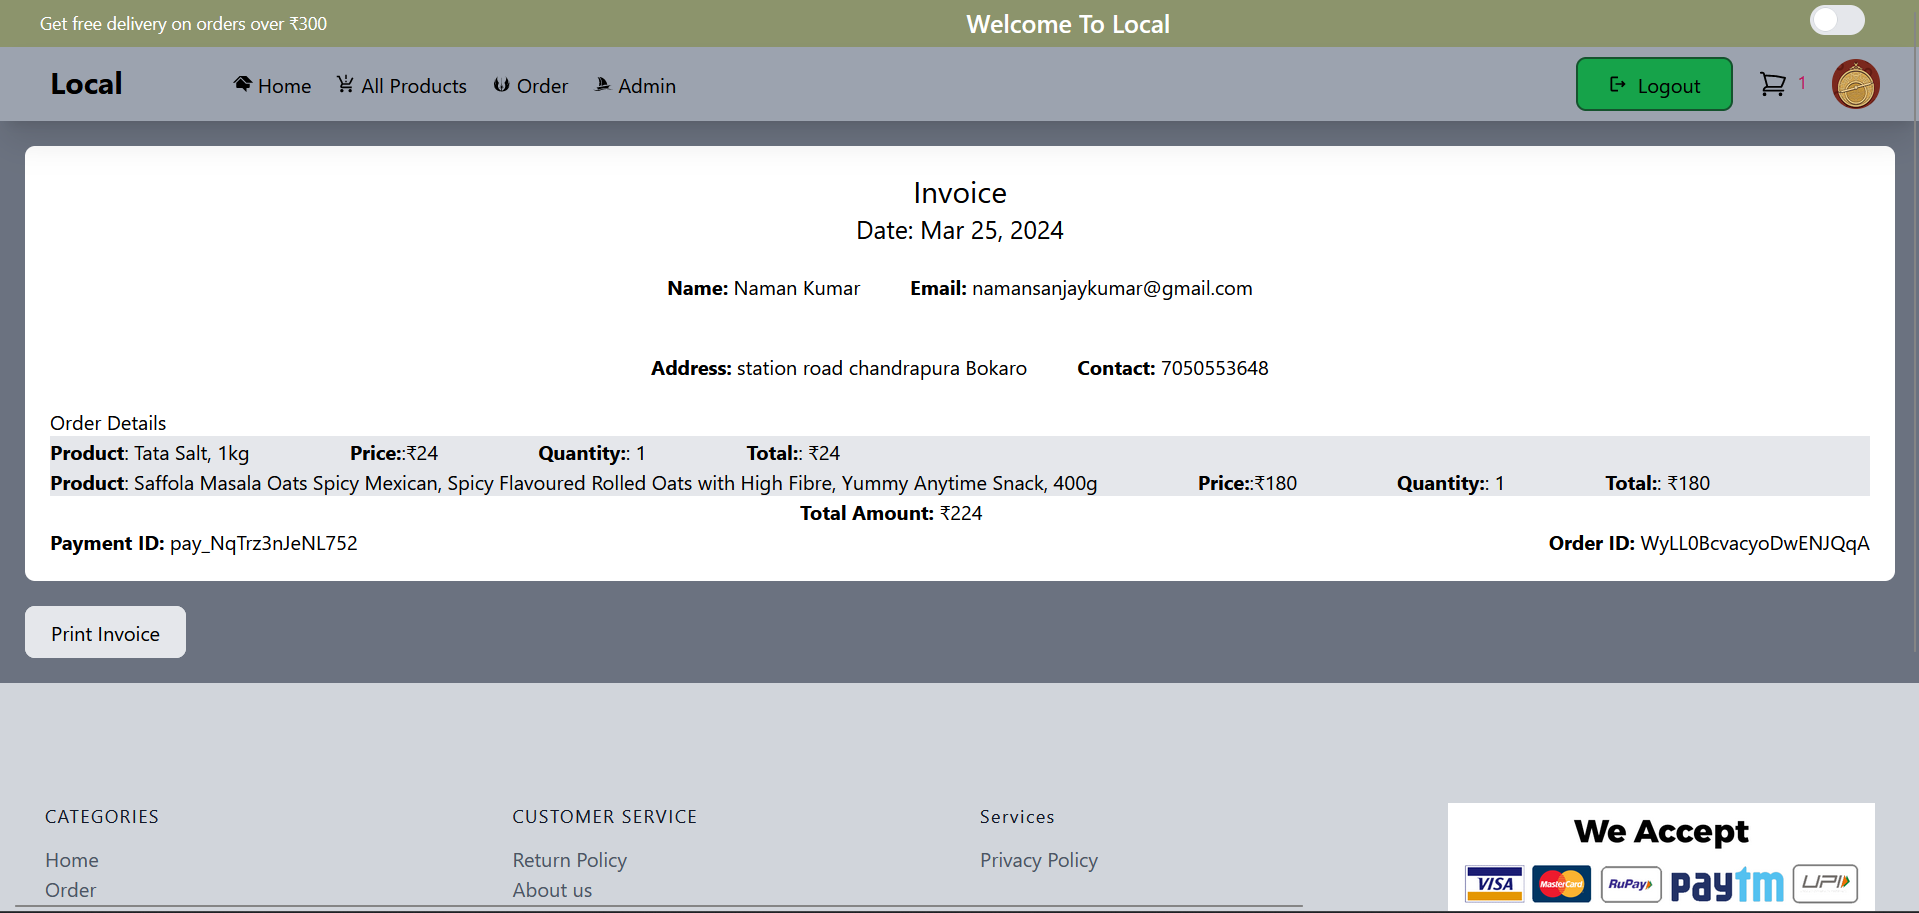 Get free delivery on orders over ₹300
Welcome To Local
Local
Home
All Products
Order
Admin
Logout
1
Invoice
Date: Mar 25, 2024
Name: Naman Kumar Email: namansanjaykumar@gmail.com
Address: station road chandrapura Bokaro Contact: 7050553648
Order Details
Product: Tata Salt, 1kg Price::₹24 Quantity:: 1 Total:: ₹24
Product: Saffola Masala Oats Spicy Mexican, Spicy Flavoured Rolled Oats with High Fibre, Yummy Anytime Snack, 400g Price::₹180 Quantity:: 1 Total:: ₹180
Total Amount: ₹224
Payment ID: pay_NqTrz3nJeNL752 Order ID: WyLL0BcvacyoDwENJQqA
Print Invoice
CATEGORIES
Home
Order
CUSTOMER SERVICE
Return Policy
About us
Services
Privacy Policy
We Accept
VISA MasterCard RuPay paytm UPI